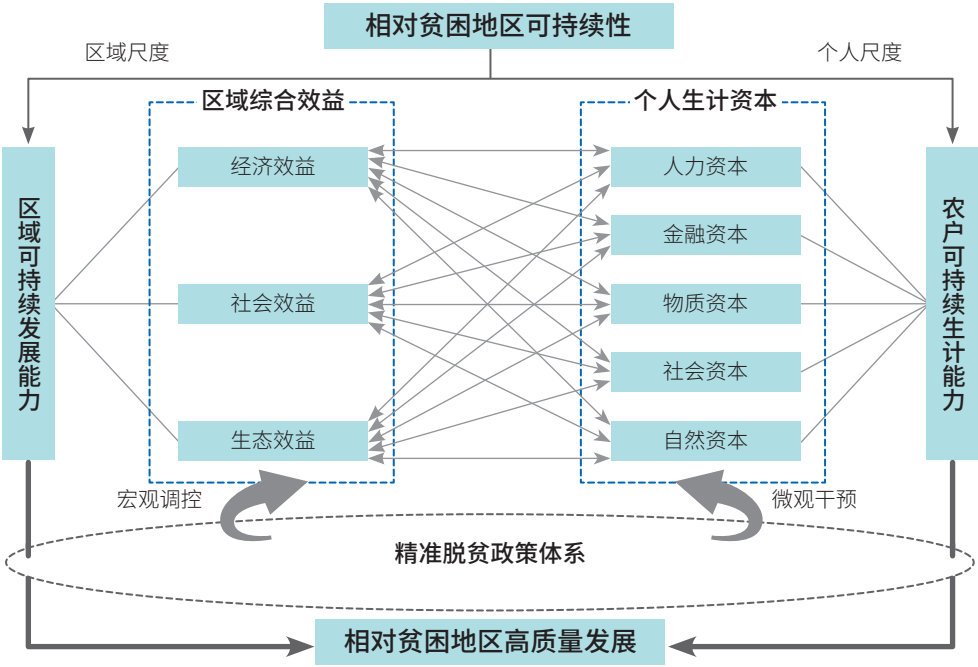 相对贫困地区可持续性
区域尺度
个人尺度
区域综合效益
个人生计资本
区域可持续发展能力
经济效益
社会效益
生态效益
人力资本
金融资本
物质资本
社会资本
自然资本
农户可持续生计能力
宏观调控
微观干预
精准脱贫政策体系
相对贫困地区高质量发展